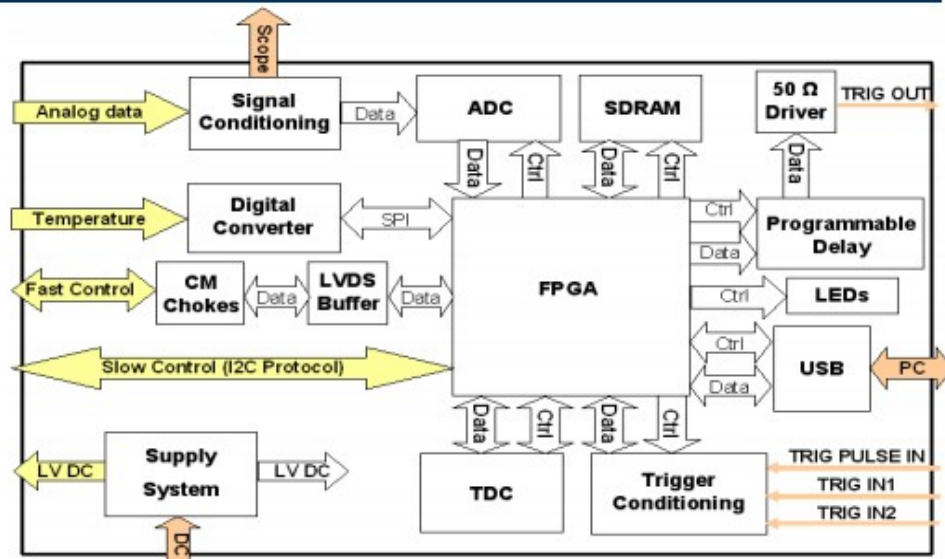 Scope
Analog data
Signal
Conditioning
Data
ADC
SDRAM
50 Ω
Driver
TRIG OUT
Data
Ctrl
Data
Ctrl
Data
Temperature
Digital
Converter
SPI
FPGA
Ctrl
Data
Programmable
Delay
Fast Control
CM
Chokes
Data
LVDS
Buffer
Data
Ctrl
LEDs
Slow Control (I2C Protocol)
Ctrl
Data
USB
PC
Data
Ctrl
Data
Ctrl
LV DC
Supply
System
LV DC
TDC
Trigger
Conditioning
TRIG PULSE IN
TRIG IN1
TRIG IN2
DC